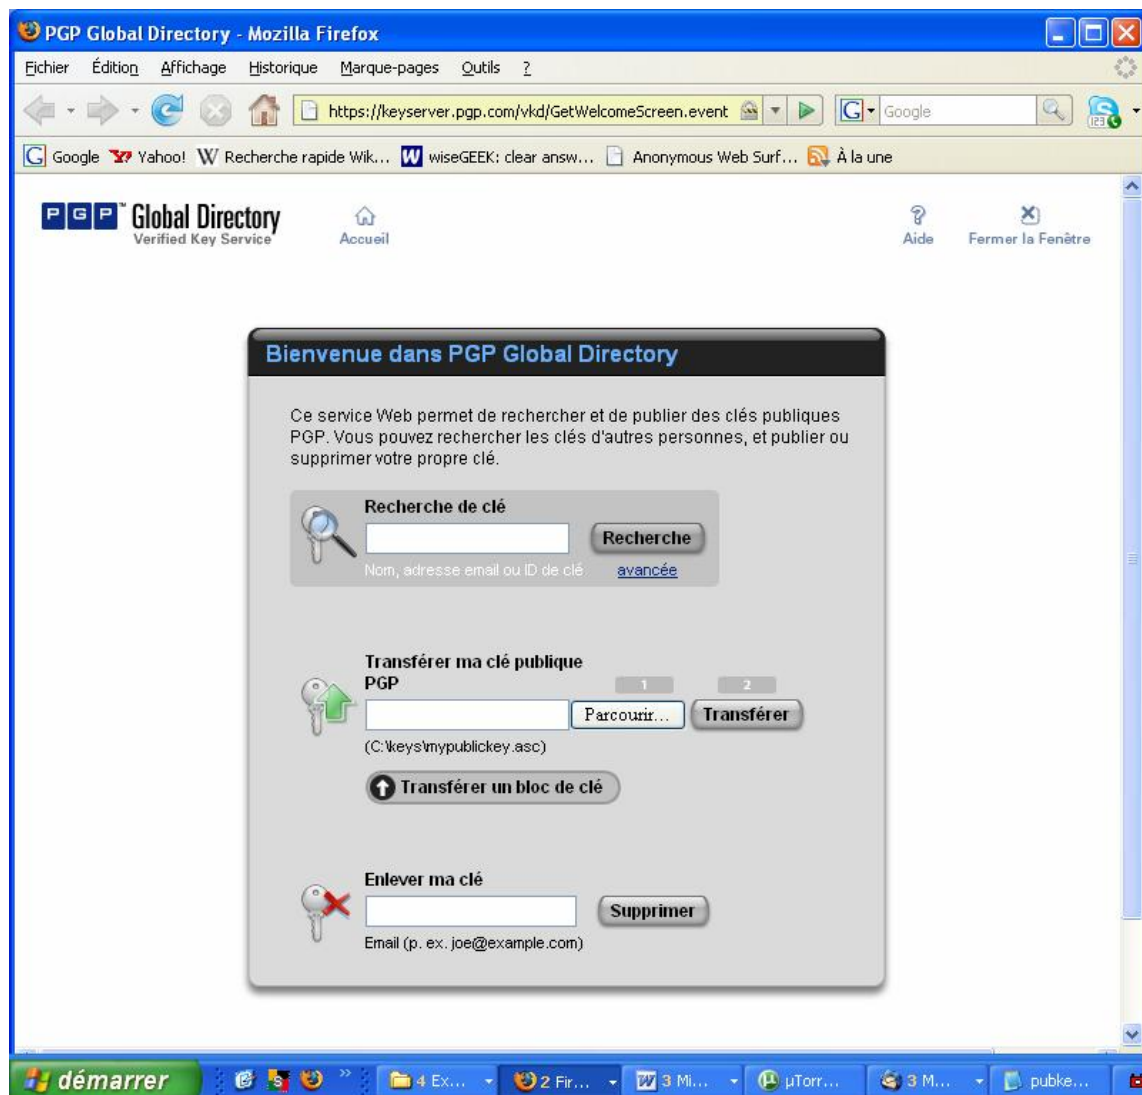 PGP Global Directory - Mozilla Firefox
Fichier Édition Affichage Historique Marque-pages Outils ?
https://keyserver.pgp.com/vkd/GetWelcomeScreen.event G Google
G Google Yahoo! W Recherche rapide Wik... W wiseGEEK: clear answ... Anonymous Web Surf... À la une
PGP™ Global Directory
Verified Key Service
Accueil
Aide
Fermer la Fenêtre
Bienvenue dans PGP Global Directory
Ce service Web permet de rechercher et de publier des clés publiques
PGP. Vous pouvez rechercher les clés d'autres personnes, et publier ou
supprimer votre propre clé.
Recherche de clé
Recherche
Nom, adresse email ou ID de clé avancée
Transférer ma clé publique
PGP
1 2
Parcourir... Transférer
(C:\keys\mypublickey.asc)
Transférer un bloc de clé
Enlever ma clé
Supprimer
Email (p. ex. joe@example.com)
démarrer » 4 Ex... 2 Fir... W 3 Mi... µ µTorr... 3 M... pubke...